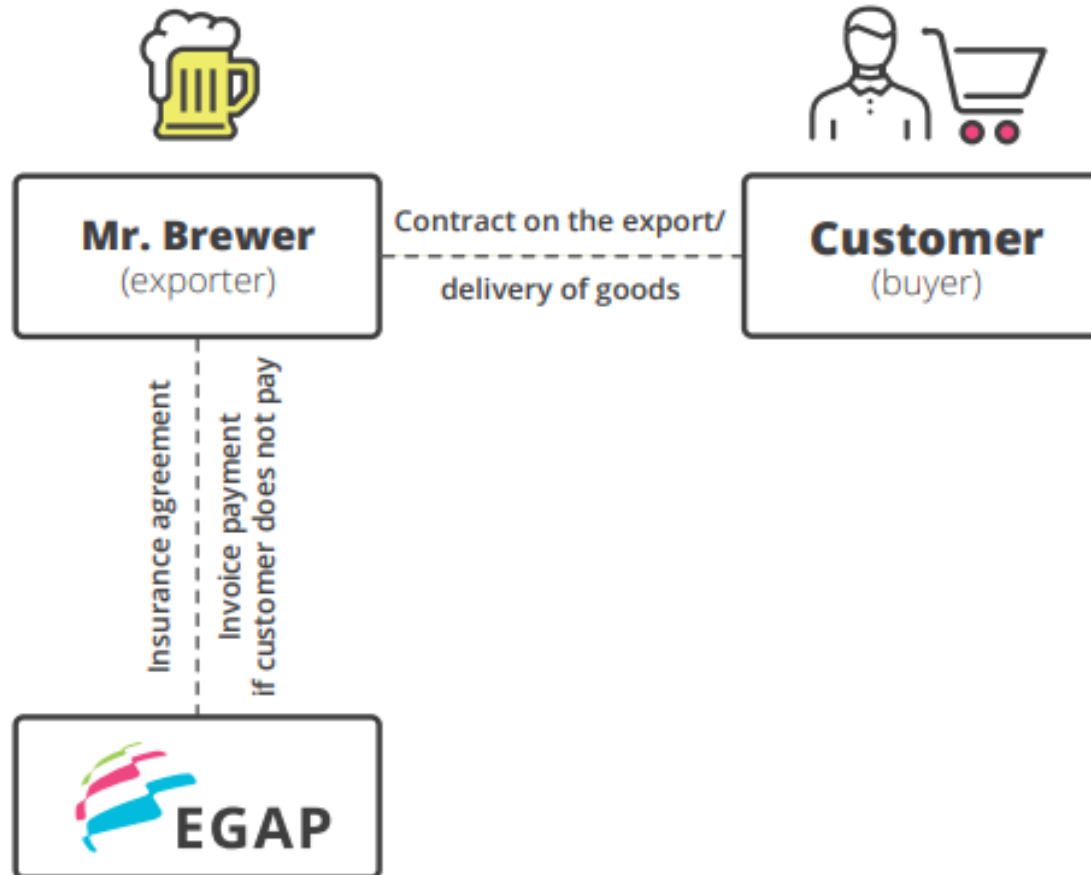 Mr. Brewer
(exporter)
Contract on the export/
delivery of goods
Customer
(buyer)
Insurance agreement
Invoice payment
if customer does not pay
EGAP